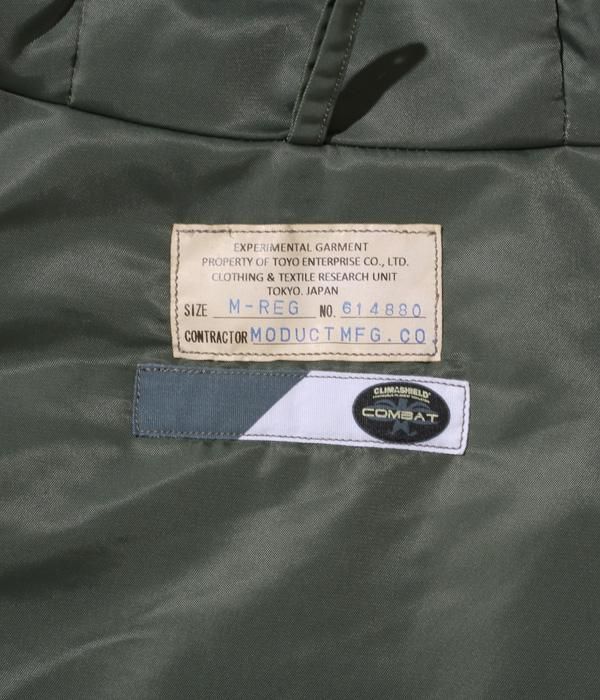 EXPERIMENTAL GARMENT
PROPERTY OF TOYO ENTERPRISE CO., LTD.
CLOTHING & TEXTILE RESEARCH UNIT
TOKYO. JAPAN
SIZE M-REG NO. 614880
CONTRACTOR MODUCT MFG. CO
CLIMASHIELD®
COMBAT